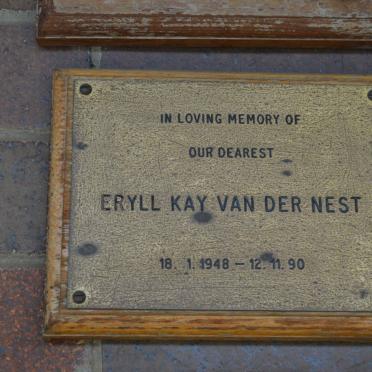 IN LOVING MEMORY OF
OUR DEAREST
ERYLL KAY VAN DER NEST
18. 1. 1948 – 12. 11. 90